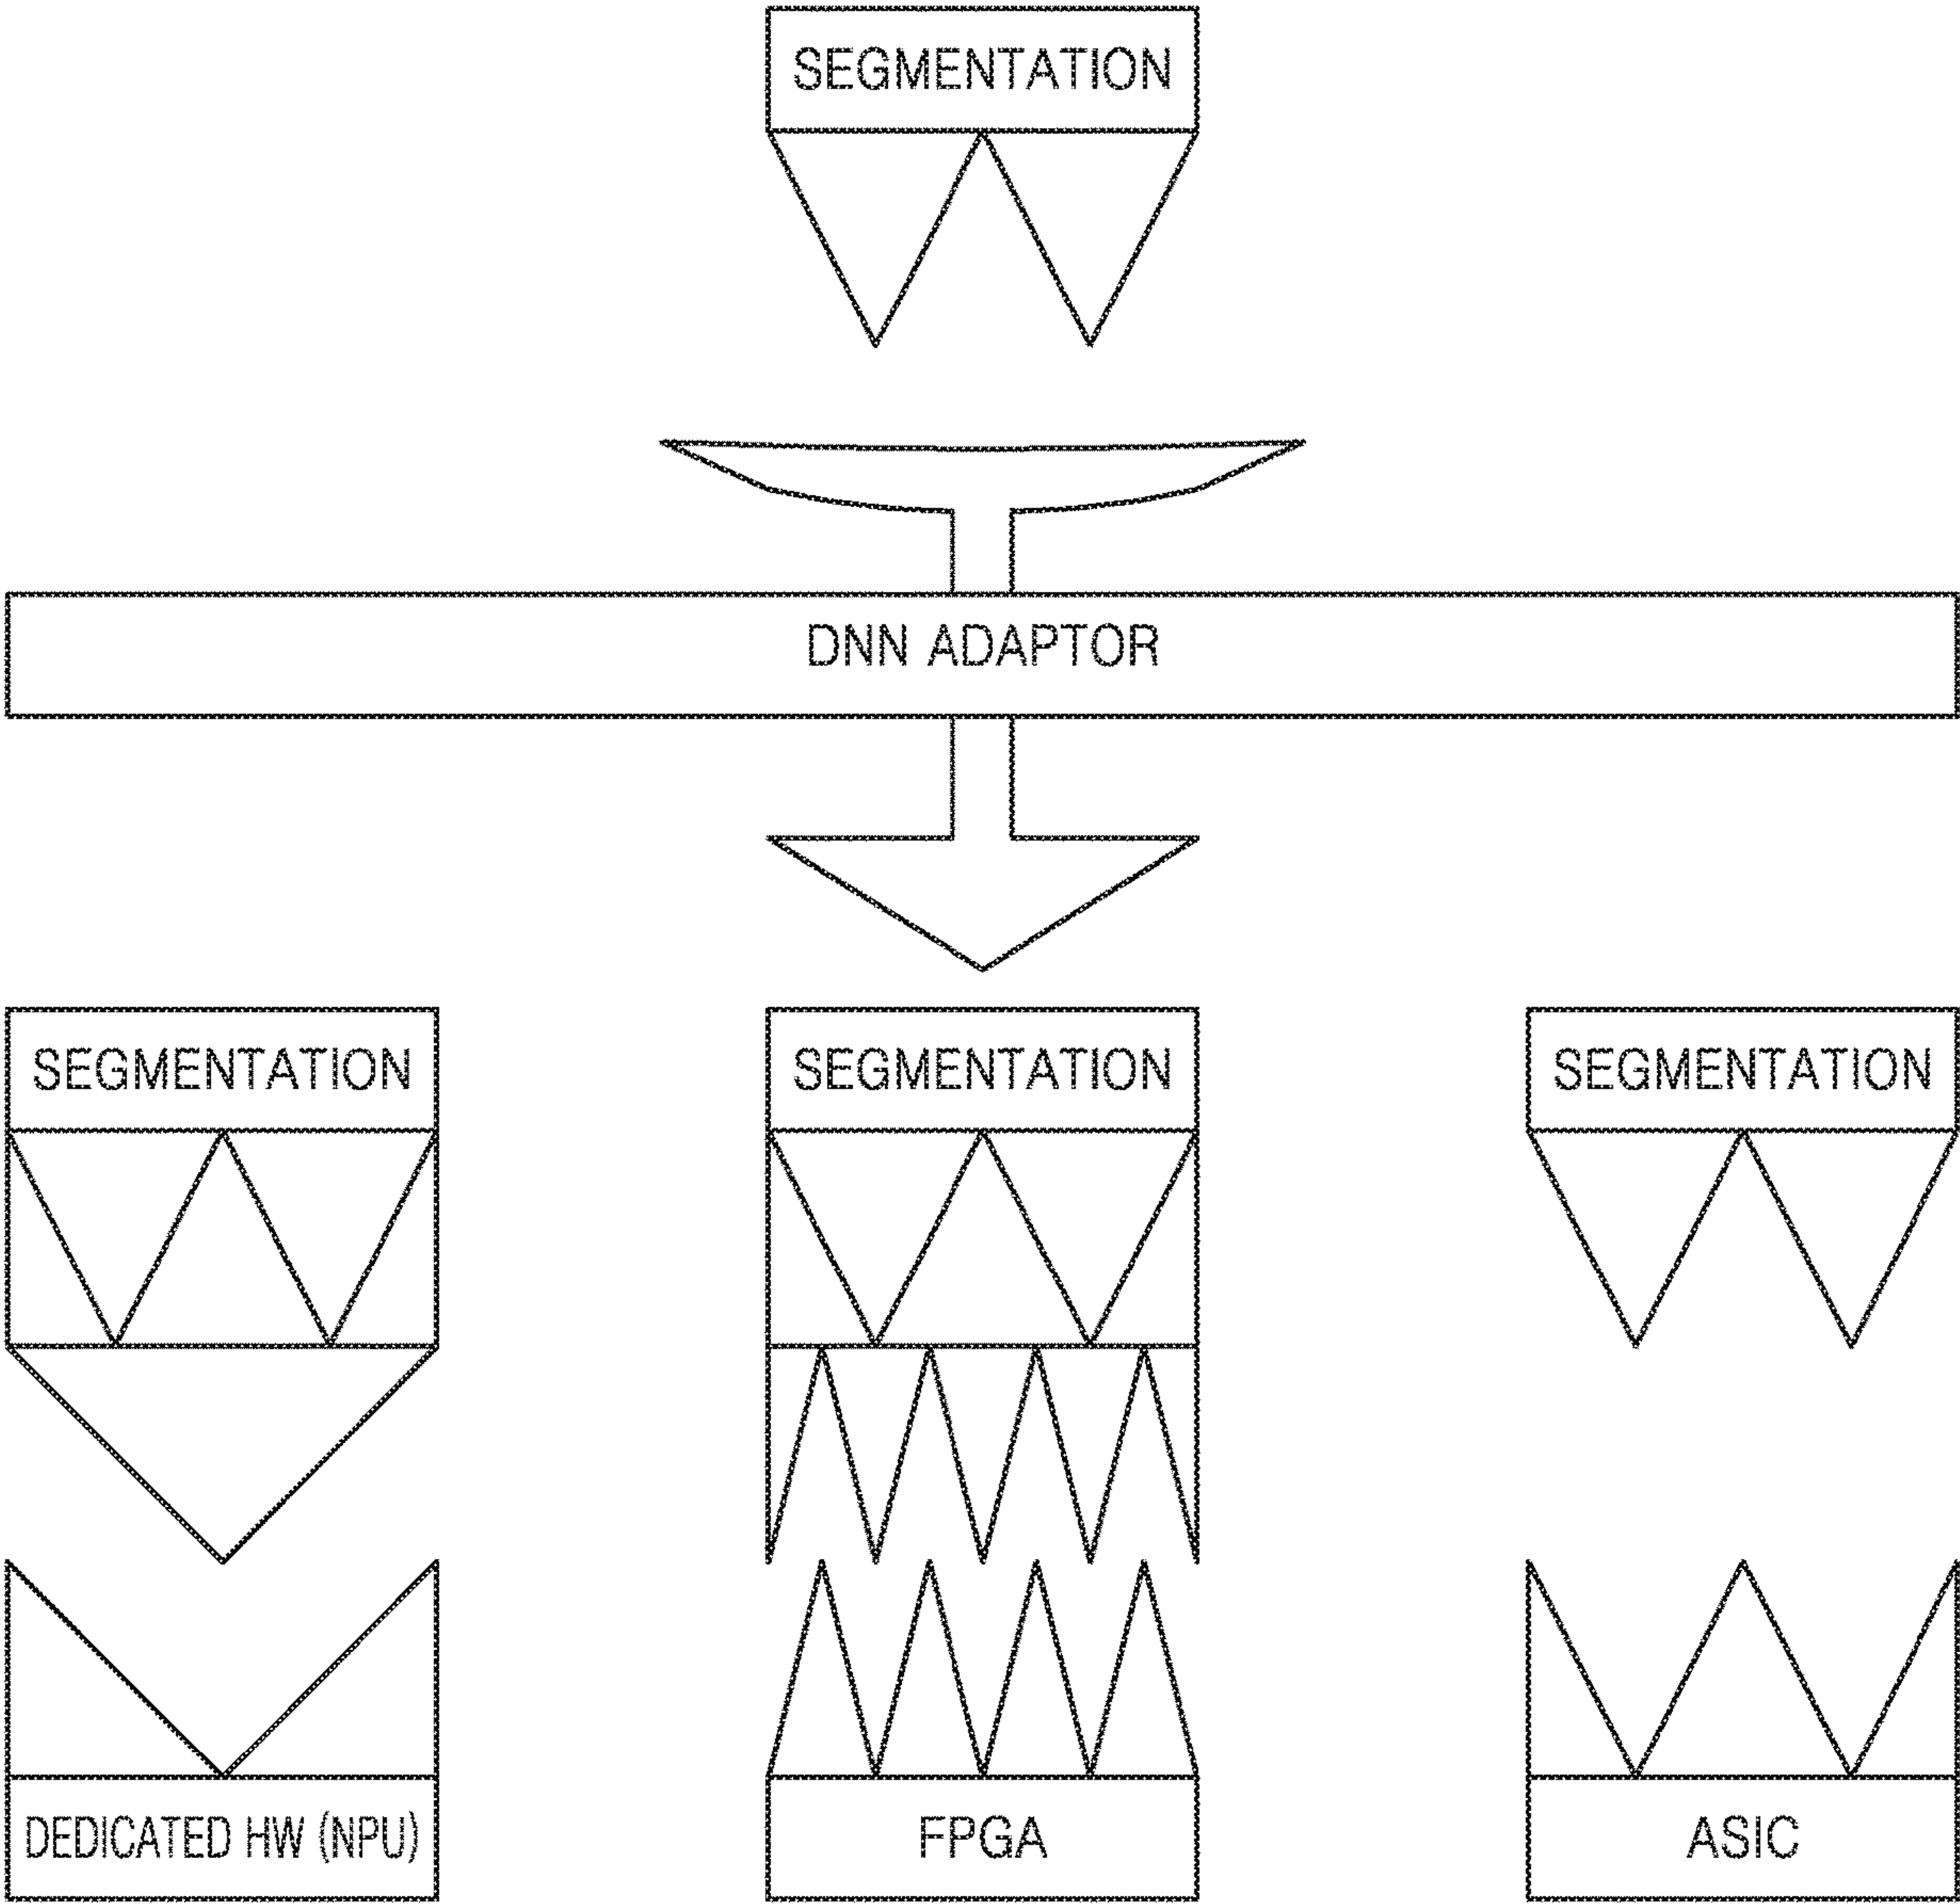 SEGMENTATION
DNN ADAPTOR
SEGMENTATION
SEGMENTATION
SEGMENTATION
DEDICATED HW (NPU)
FPGA
ASIC